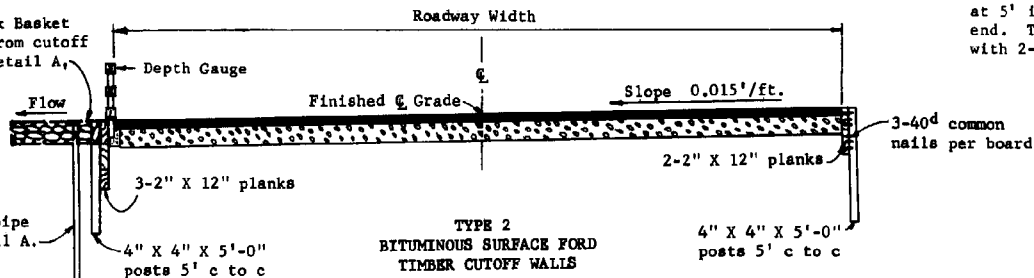 Roadway Width
at 5' i
end. T
with 2-
k Basket
rom cutoff
etail A,
Depth Gauge
℄
Flow
Finished ℄ Grade
Slope 0.015'/ft.
3-40d common
nails per board
2-2" X 12" planks
3-2" X 12" planks
ipe
il A.
4" X 4" X 5'-0"
posts 5' c to c
TYPE 2
BITUMINOUS SURFACE FORD
TIMBER CUTOFF WALLS
4" X 4" X 5'-0"
posts 5' c to c